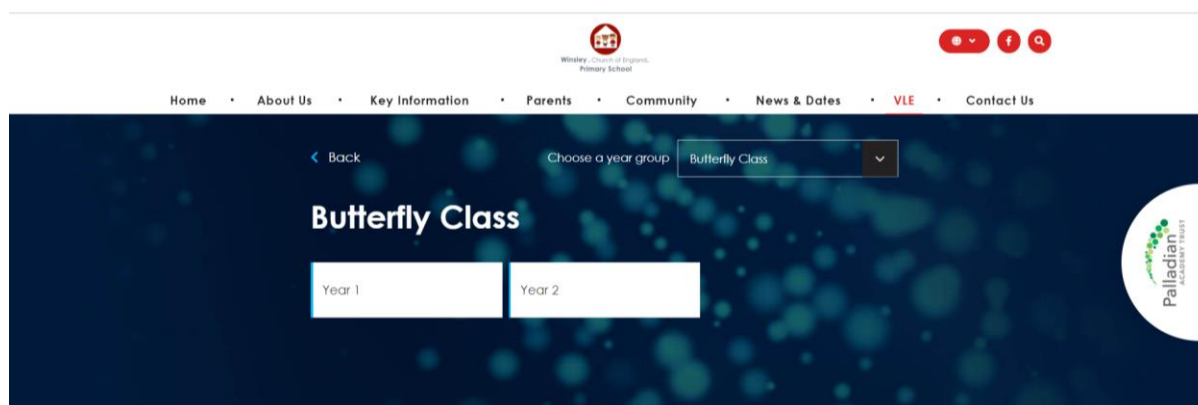 Winsley . Church of England.
Primary School
Home · About Us · Key Information · Parents · Community · News & Dates · VLE · Contact Us
Back
Choose a year group
Butterfly Class
Butterfly Class
Year 1
Year 2
Palladian
ACADEMY TRUST